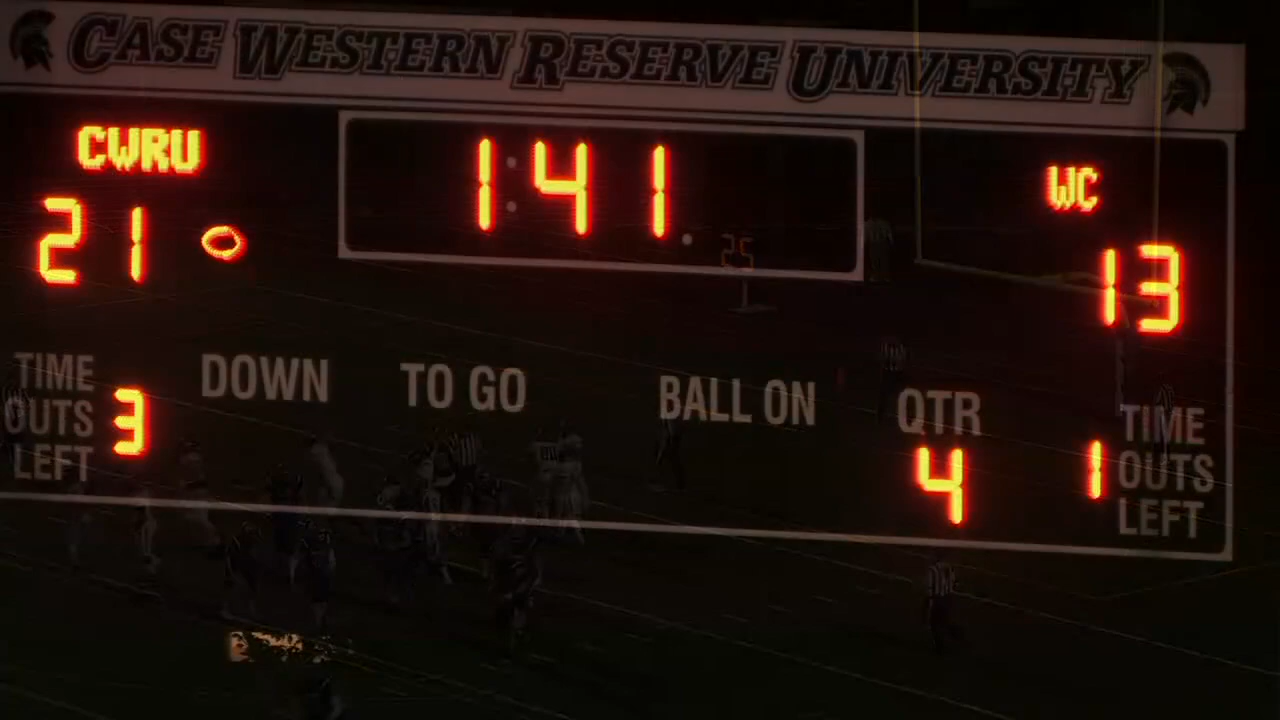 CASE WESTERN RESERVE UNIVERSITY
CWRU
1:41
WC
21
25
13
TIME OUTS LEFT 3
DOWN
TO GO
BALL ON
QTR
4
1 TIME OUTS LEFT